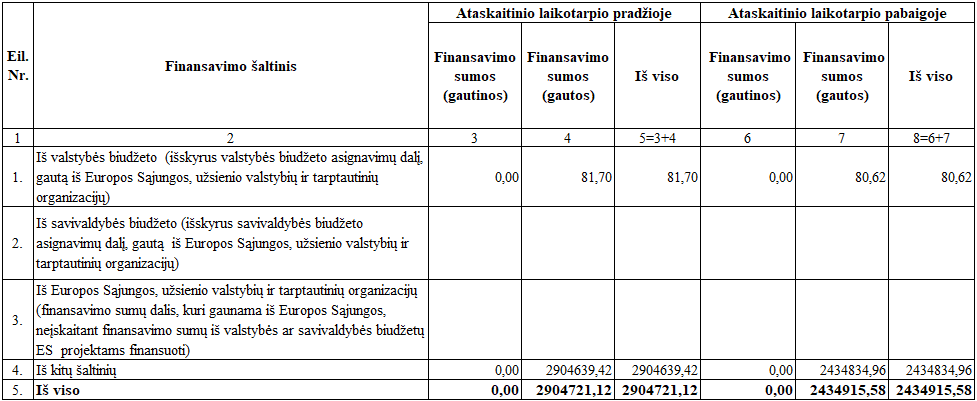 Eil. Nr.
Finansavimo šaltinis
Ataskaitinio laikotarpio pradžioje
Ataskaitinio laikotarpio pabaigoje
Finansavimo sumos (gautinos)
Finansavimo sumos (gautos)
Iš viso
Finansavimo sumos (gautinos)
Finansavimo sumos (gautos)
Iš viso
1 2 3 4 5=3+4 6 7 8=6+7
Iš valstybės biudžeto (išskyrus valstybės biudžeto asignavimų dalį,
1. gautą iš Europos Sąjungos, užsienio valstybių ir tarptautinių 0,00 81,70 81,70 0,00 80,62 80,62
organizacijų)
Iš savivaldybės biudžeto (išskyrus savivaldybės biudžeto
2. asignavimų dalį, gautą iš Europos Sąjungos, užsienio valstybių ir
tarptautinių organizacijų)
Iš Europos Sąjungos, užsienio valstybių ir tarptautinių organizacijų
(finansavimo sumų dalis, kuri gaunama iš Europos Sąjungos,
3. neįskaitant finansavimo sumų iš valstybės ar savivaldybės biudžetų
ES projektams finansuoti)
4. Iš kitų šaltinių 0,00 2904639,42 2904639,42 0,00 2434834,96 2434834,96
5. Iš viso 0,00 2904721,12 2904721,12 0,00 2434915,58 2434915,58